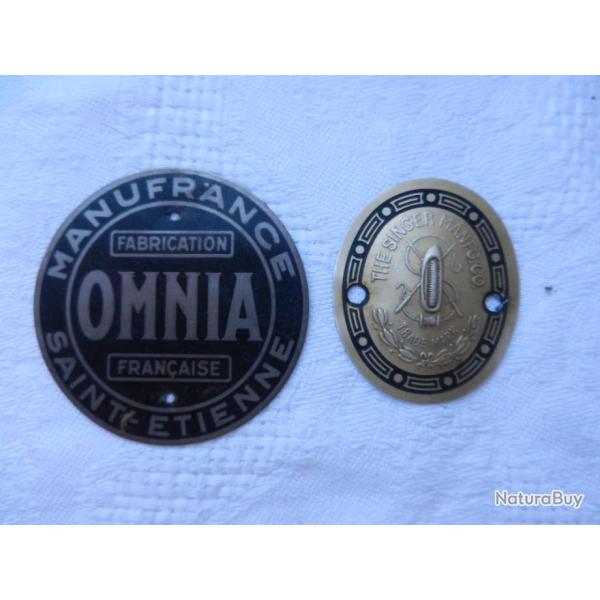 MANUFRANCE
FABRICATION
OMNIA
FRANÇAISE
SAINT-ETIENNE
THE SINGER MANFG.CO
TRADE MARK
NaturaBuy